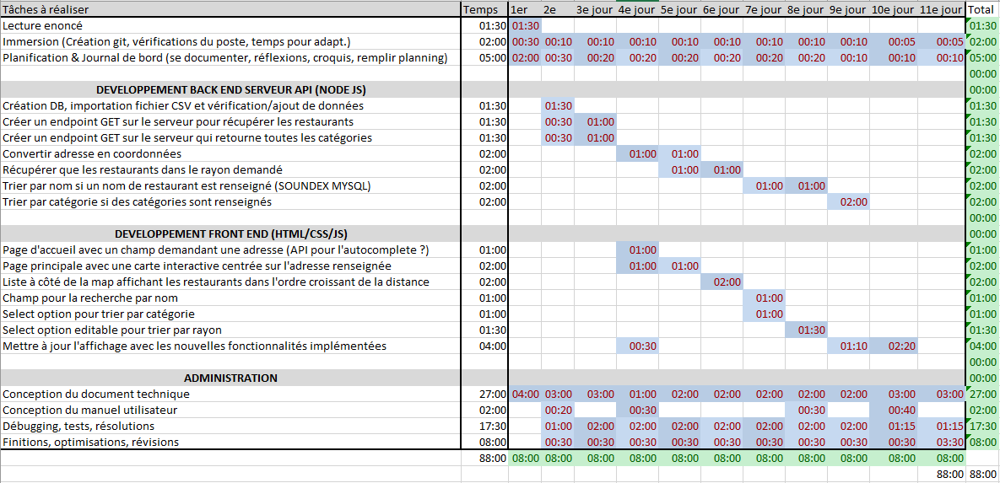 Tâches à réaliser Temps 1er 2e 3e jour 4e jour 5e jour 6e jour 7e jour 8e jour 9e jour 10e jour 11e jour Total
Lecture enoncé 01:30 01:30 01:30
Immersion (Création git, vérifications du poste, temps pour adapt.) 02:00 00:30 00:10 00:10 00:10 00:10 00:10 00:10 00:10 00:10 00:05 00:05 02:00
Planification & Journal de bord (se documenter, réflexions, croquis, remplir planning) 05:00 02:00 00:30 00:20 00:20 00:20 00:20 00:20 00:20 00:10 00:10 00:10 05:00
00:00
DEVELOPPEMENT BACK END SERVEUR API (NODE JS) 00:00
Création DB, importation fichier CSV et vérification/ajout de données 01:30 01:30 01:30
Créer un endpoint GET sur le serveur pour récupérer les restaurants 01:30 00:30 01:00 01:30
Créer un endpoint GET sur le serveur qui retourne toutes les catégories 01:30 00:30 01:00 01:30
Convertir adresse en coordonnées 02:00 01:00 01:00 02:00
Récupérer que les restaurants dans le rayon demandé 02:00 01:00 01:00 02:00
Trier par nom si un nom de restaurant est renseigné (SOUNDEX MYSQL) 02:00 01:00 01:00 02:00
Trier par catégorie si des catégories sont renseignés 02:00 02:00 02:00
00:00
DEVELOPPEMENT FRONT END (HTML/CSS/JS) 00:00
Page d'accueil avec un champ demandant une adresse (API pour l'autocomplete ?) 01:00 01:00 01:00
Page principale avec une carte interactive centrée sur l'adresse renseignée 02:00 01:00 01:00 02:00
Liste à côté de la map affichant les restaurants dans l'ordre croissant de la distance 02:00 02:00 02:00
Champ pour la recherche par nom 01:00 01:00 01:00
Select option pour trier par catégorie 01:00 01:00 01:00
Select option editable pour trier par rayon 01:30 01:30 01:30
Mettre à jour l'affichage avec les nouvelles fonctionnalités implémentées 04:00 00:30 01:10 02:20 04:00
00:00
ADMINISTRATION 00:00
Conception du document technique 27:00 04:00 03:00 03:00 01:00 02:00 02:00 02:00 02:00 02:00 03:00 03:00 27:00
Conception du manuel utilisateur 02:00 00:20 00:30 00:30 00:40 02:00
Débugging, tests, résolutions 17:30 01:00 02:00 02:00 02:00 02:00 02:00 02:00 02:00 01:15 01:15 17:30
Finitions, optimisations, révisions 08:00 00:30 00:30 00:30 00:30 00:30 00:30 00:30 00:30 00:30 03:30 08:00
88:00 08:00 08:00 08:00 08:00 08:00 08:00 08:00 08:00 08:00 08:00 08:00
88:00 88:00